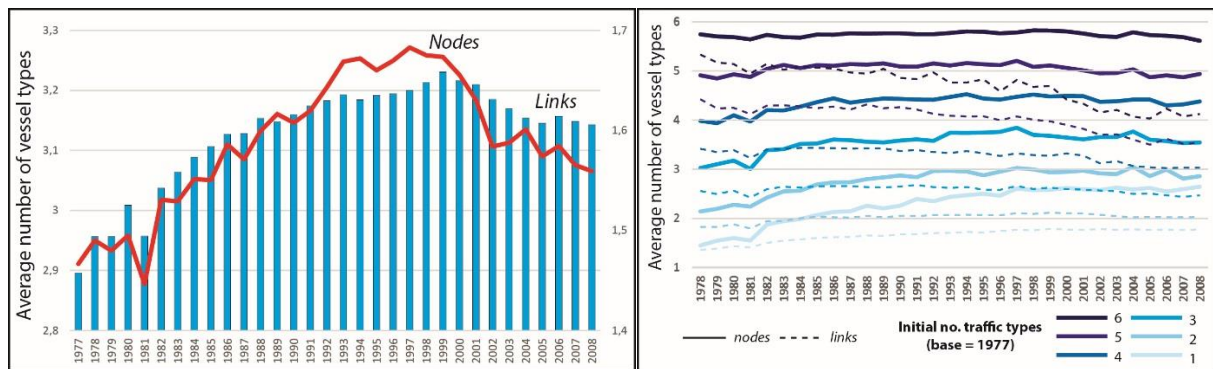 Average number of vessel types
3,3
3,2
3,1
3
2,9
2,8
Nodes
Links
1,7
1,6
1,5
1,4
1977 1978 1979 1980 1981 1982 1983 1984 1985 1986 1987 1988 1989 1990 1991 1992 1993 1994 1995 1996 1997 1998 1999 2000 2001 2002 2003 2004 2005 2006 2007 2008
Average number of vessel types
6
5
4
3
2
1
1978 1979 1980 1981 1982 1983 1984 1985 1986 1987 1988 1989 1990 1991 1992 1993 1994 1995 1996 1997 1998 1999 2000 2001 2002 2003 2004 2005 2006 2007 2008
nodes
links
Initial no. traffic types
(base = 1977)
6
5
4
3
2
1